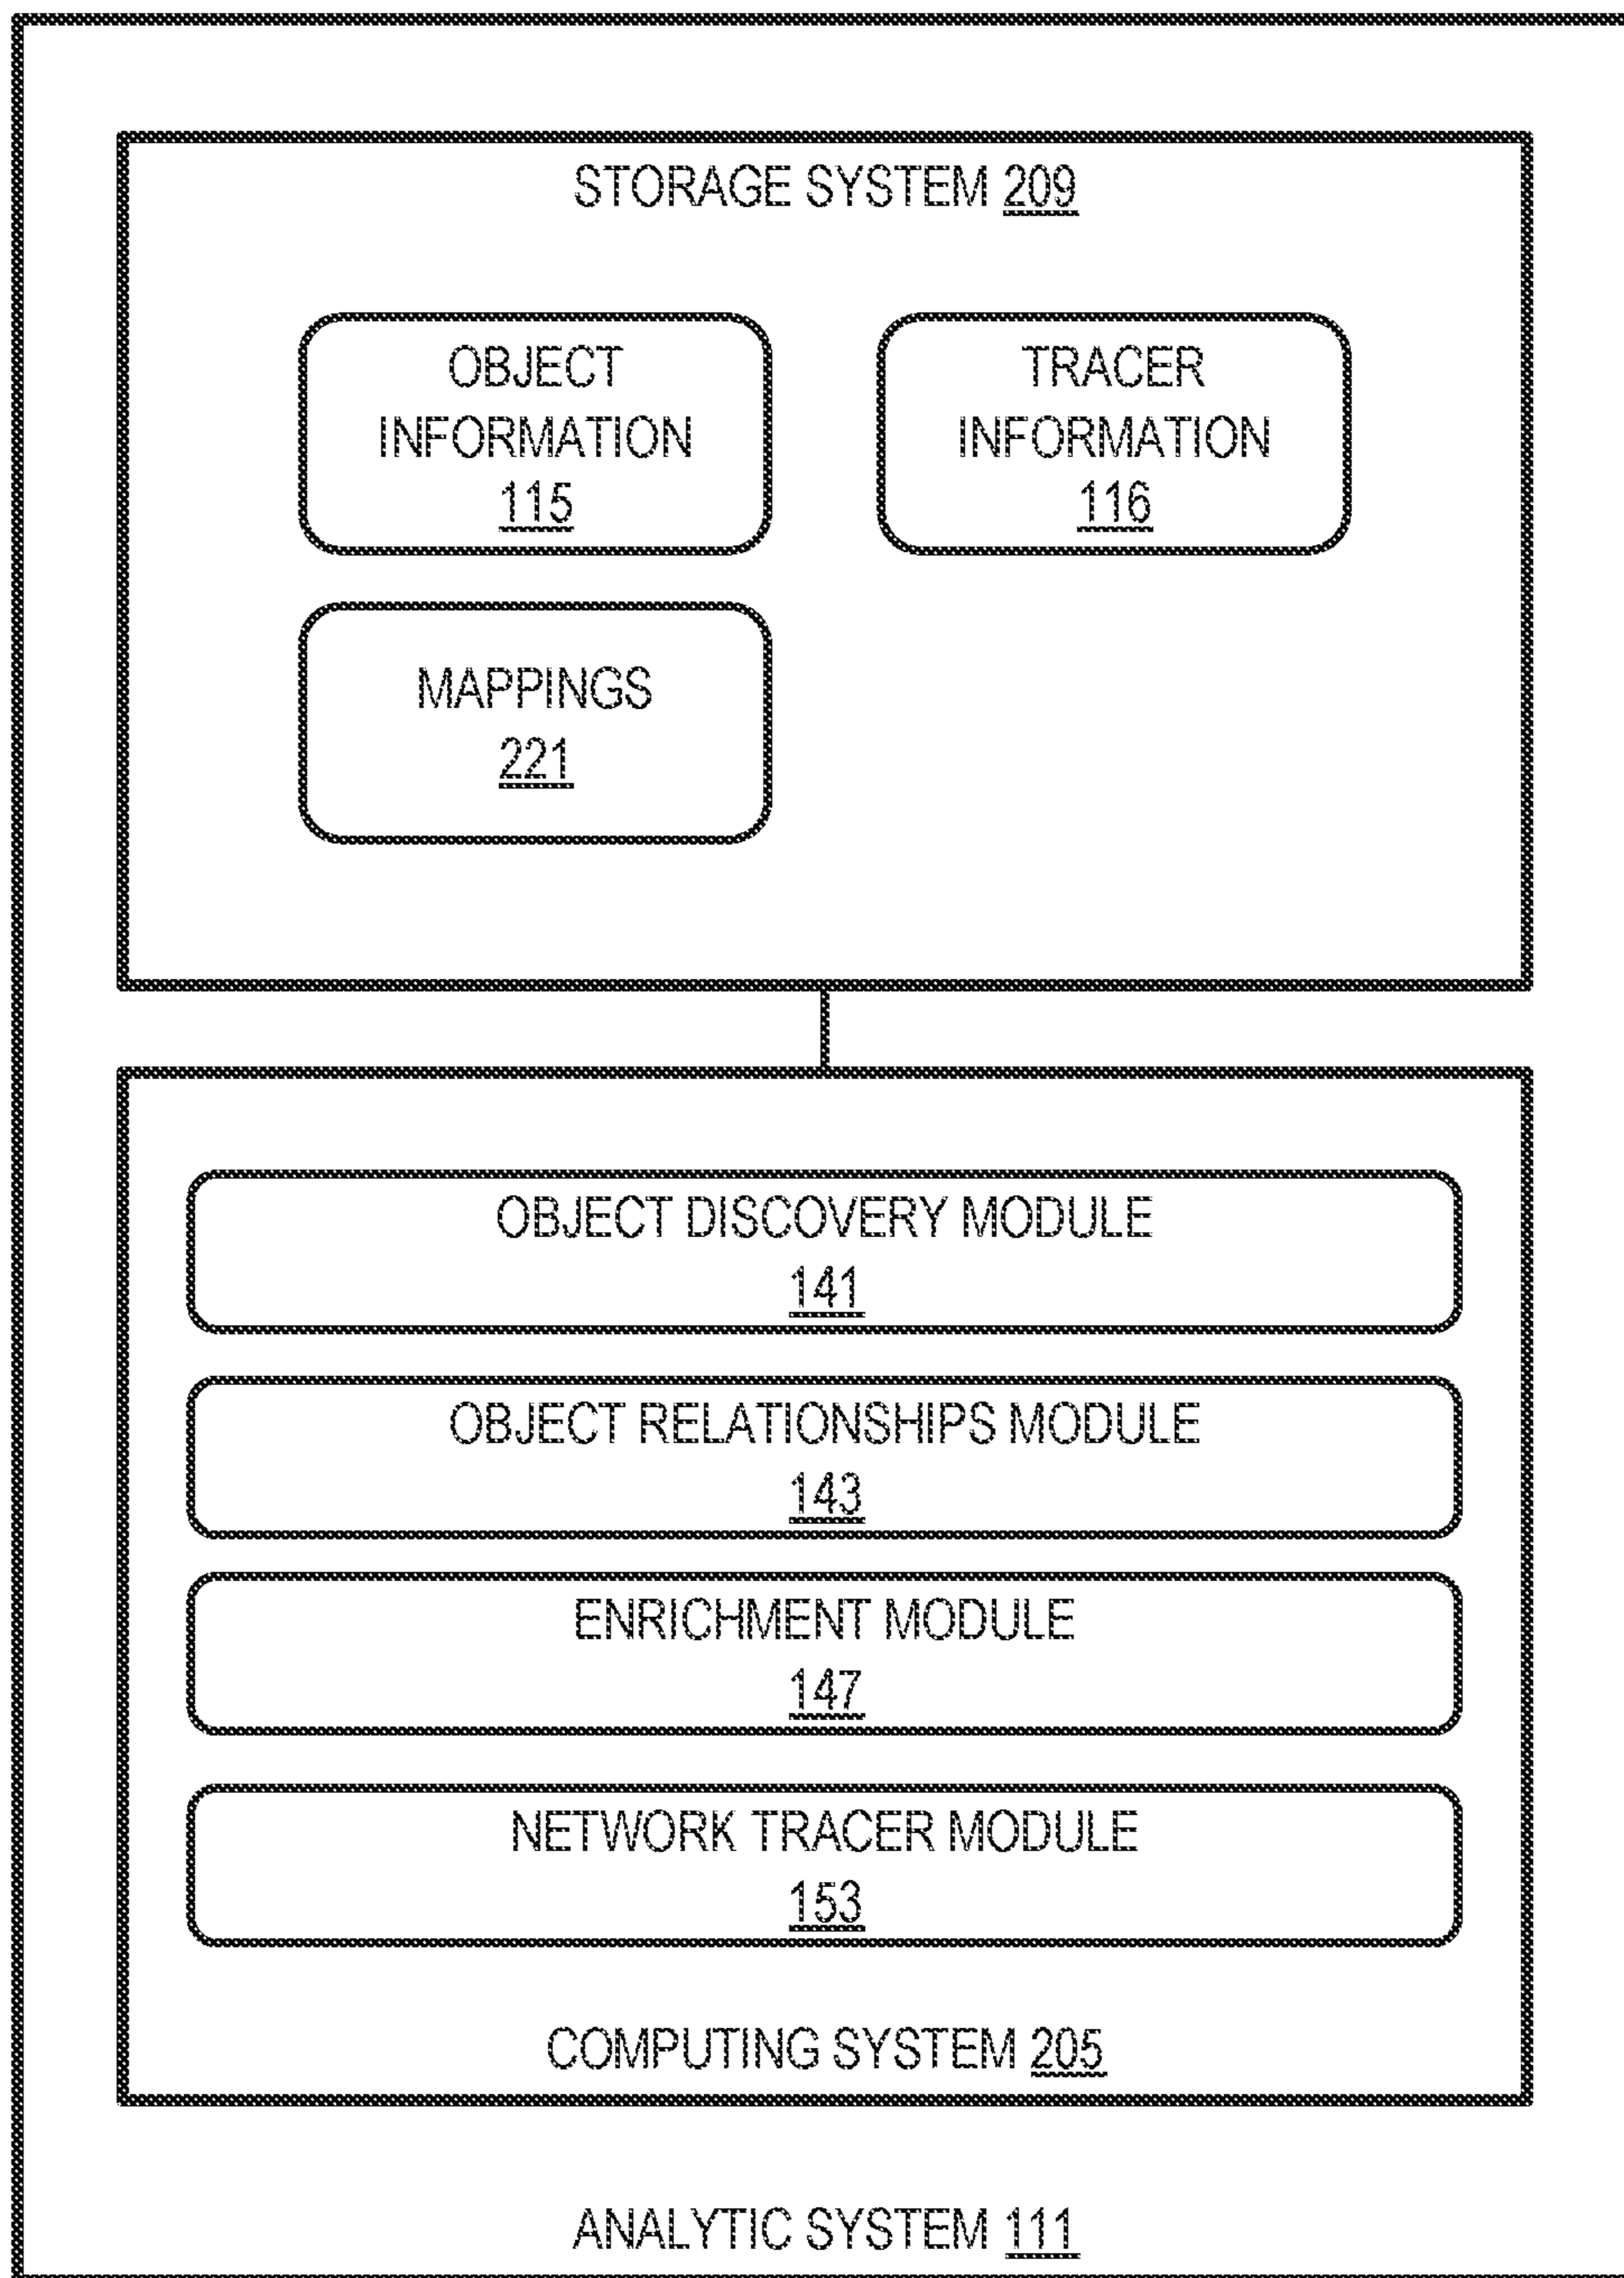 STORAGE SYSTEM 209
OBJECT
INFORMATION
115
TRACER
INFORMATION
116
MAPPINGS
221
OBJECT DISCOVERY MODULE
141
OBJECT RELATIONSHIPS MODULE
143
ENRICHMENT MODULE
147
NETWORK TRACER MODULE
153
COMPUTING SYSTEM 205
ANALYTIC SYSTEM 111